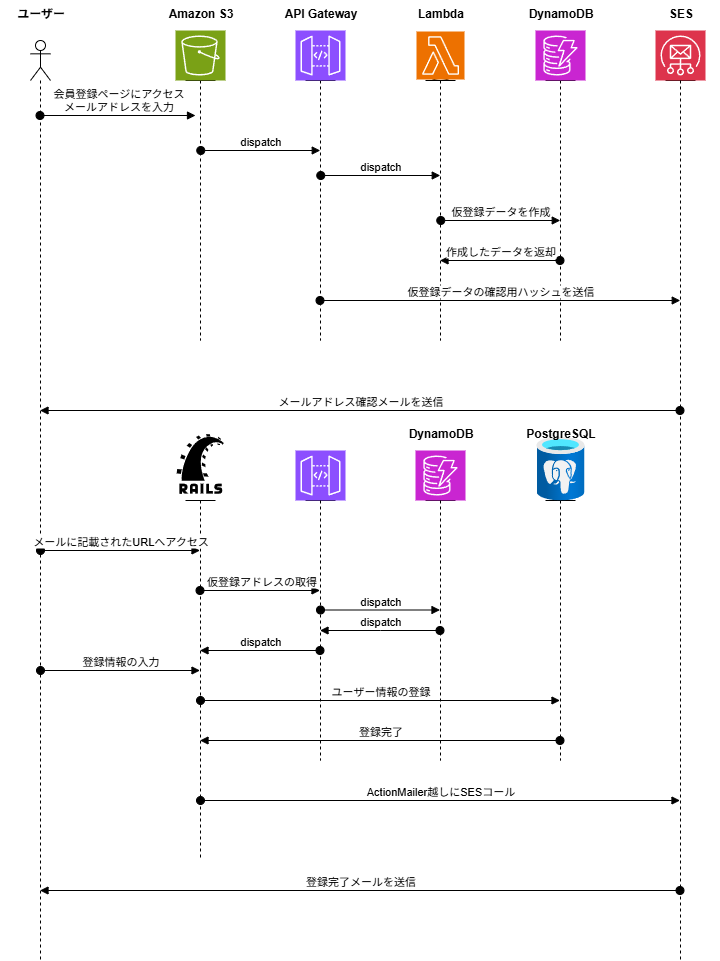 ユーザー
Amazon S3
API Gateway
Lambda
DynamoDB
SES
会員登録ページにアクセス
メールアドレスを入力
dispatch
dispatch
仮登録データを作成
作成したデータを返却
仮登録データの確認用ハッシュを送信
メールアドレス確認メールを送信
RAILS
DynamoDB
PostgreSQL
メールに記載されたURLへアクセス
仮登録アドレスの取得
dispatch
dispatch
dispatch
登録情報の入力
ユーザー情報の登録
登録完了
ActionMailer越しにSESコール
登録完了メールを送信